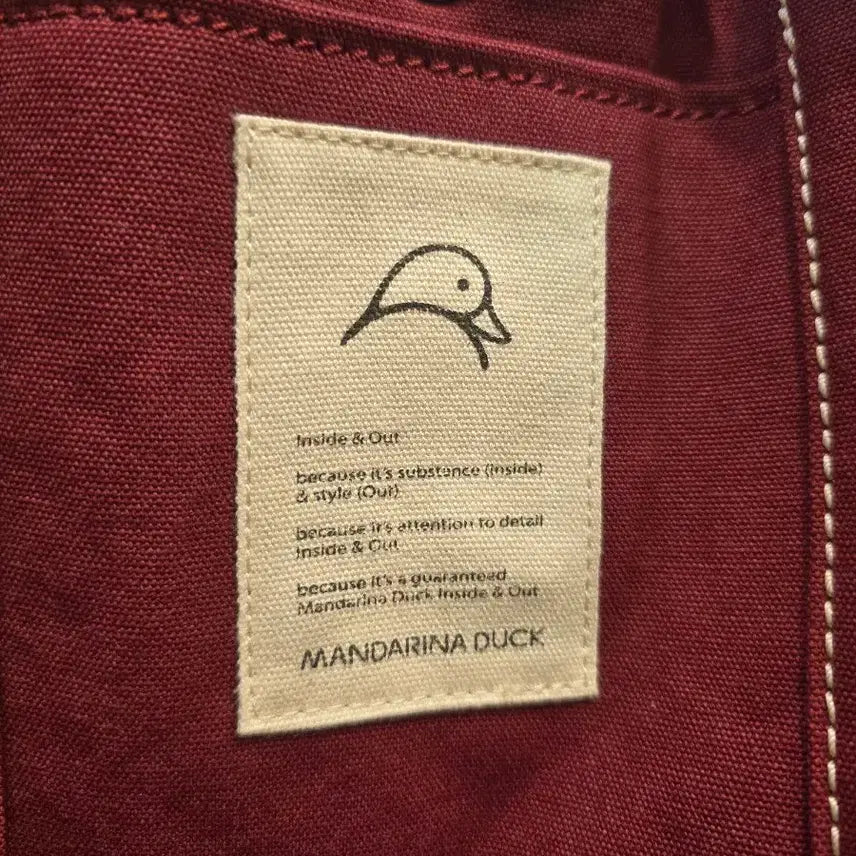 Inside & Out
because it's substance (Inside)
& style (Out)
because it's attention to detail
Inside & Out
because it's a guaranteed
Mandarina Duck Inside & Out
MANDARINA DUCK